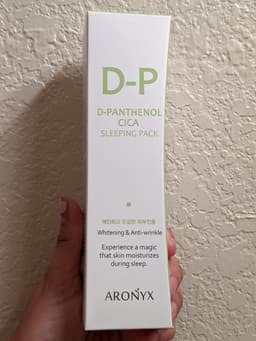 D-P
D-PANTHENOL
CICA
SLEEPING PACK
Whitening & Anti-wrinkle
Experience a magic
that skin moisturizes
during sleep.
ARONYX